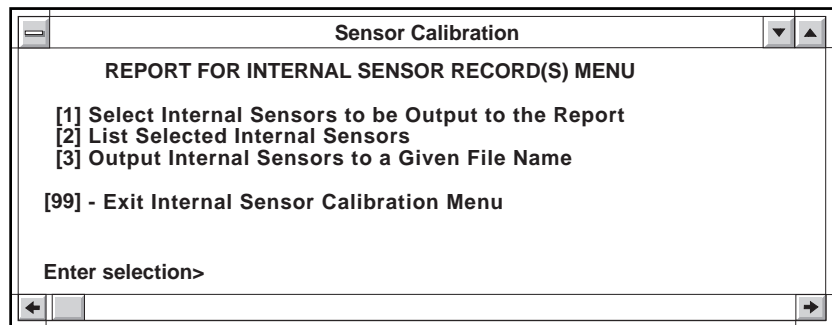 Sensor Calibration
REPORT FOR INTERNAL SENSOR RECORD(S) MENU
[1] Select Internal Sensors to be Output to the Report
[2] List Selected Internal Sensors
[3] Output Internal Sensors to a Given File Name
[99] - Exit Internal Sensor Calibration Menu
Enter selection>